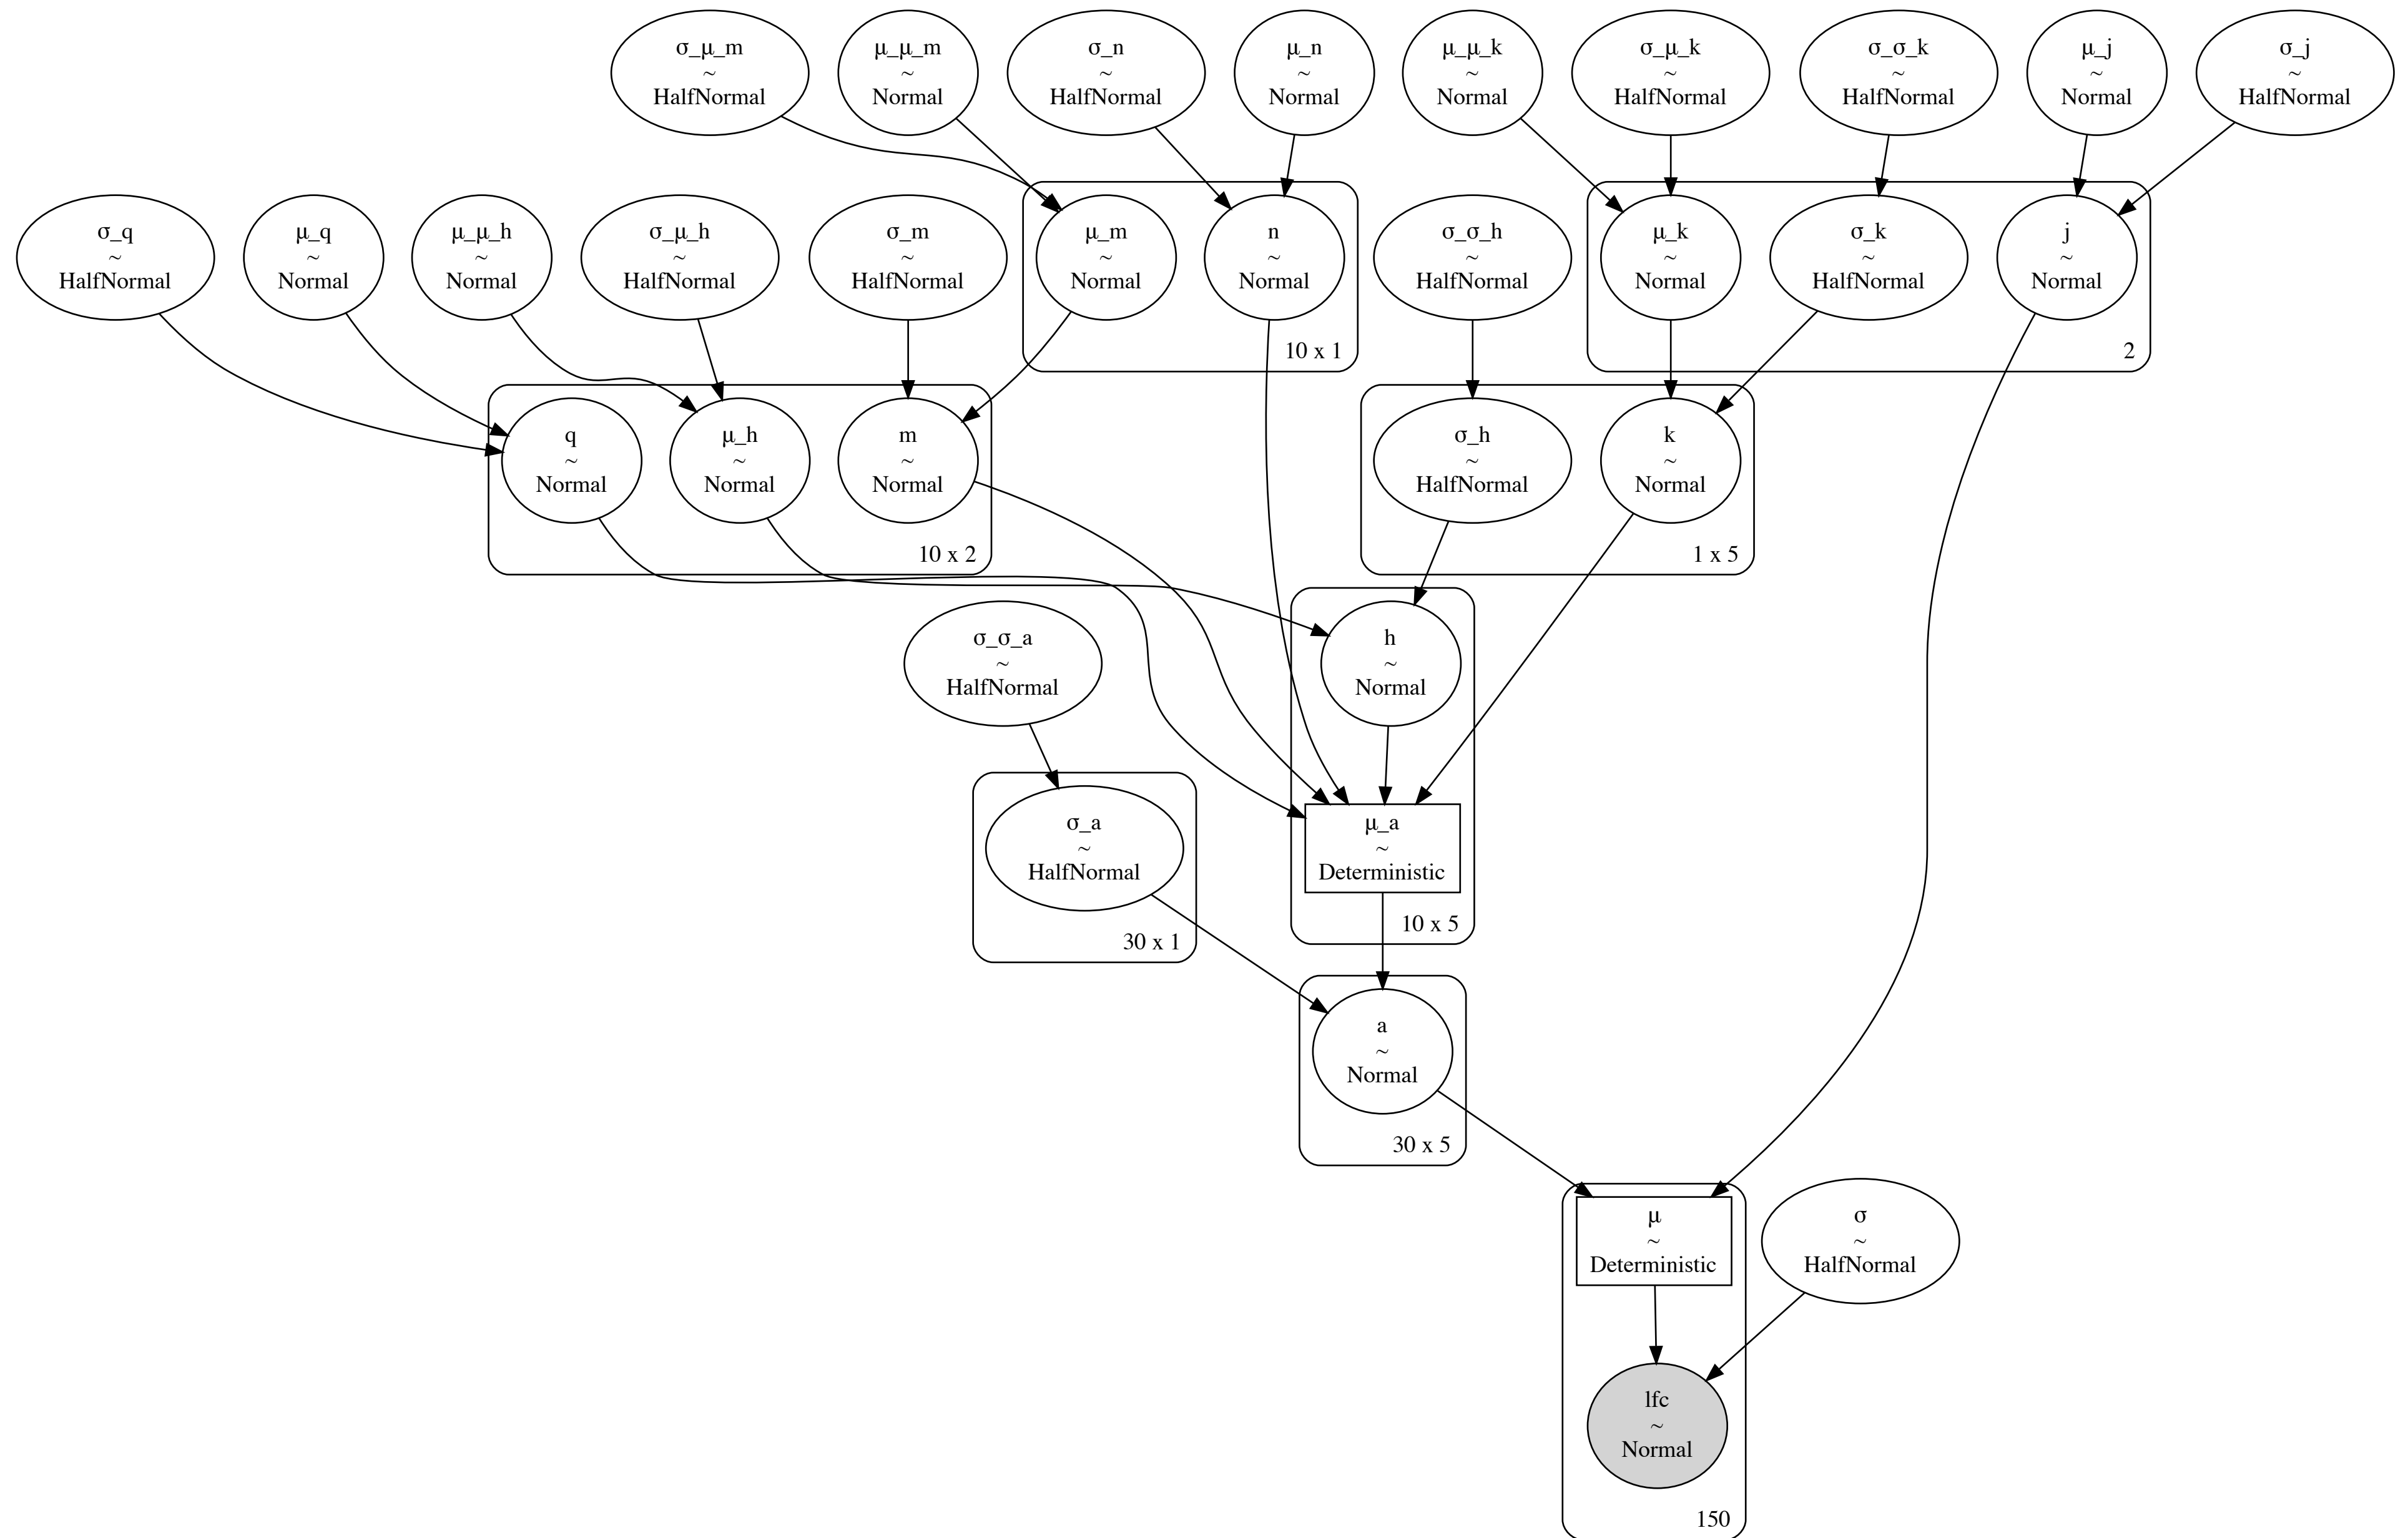 σ_μ_m
~
HalfNormal
μ_μ_m
~
Normal
σ_n
~
HalfNormal
μ_n
~
Normal
μ_μ_k
~
Normal
σ_μ_k
~
HalfNormal
σ_σ_k
~
HalfNormal
μ_j
~
Normal
σ_j
~
HalfNormal
σ_q
~
HalfNormal
μ_q
~
Normal
μ_μ_h
~
Normal
σ_μ_h
~
HalfNormal
σ_m
~
HalfNormal
μ_m
~
Normal
n
~
Normal
10 x 1
σ_σ_h
~
HalfNormal
μ_k
~
Normal
σ_k
~
HalfNormal
j
~
Normal
2
q
~
Normal
μ_h
~
Normal
m
~
Normal
10 x 2
σ_h
~
HalfNormal
k
~
Normal
1 x 5
σ_σ_a
~
HalfNormal
h
~
Normal
σ_a
~
HalfNormal
30 x 1
μ_a
~
Deterministic
10 x 5
a
~
Normal
30 x 5
μ
~
Deterministic
σ
~
HalfNormal
lfc
~
Normal
150